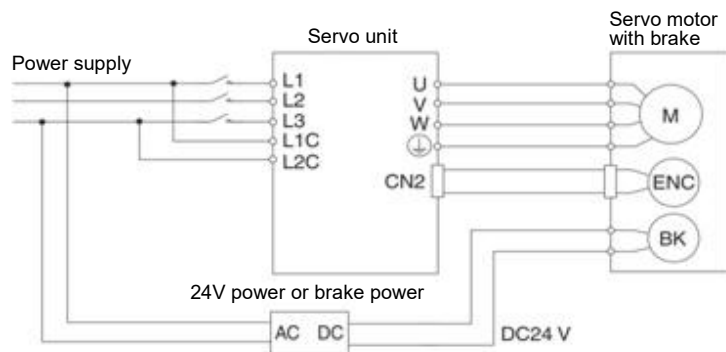 Servo motor
with brake
Servo unit
Power supply
L1
L2
L3
L1C
L2C
U
V
W
CN2
M
ENC
BK
24V power or brake power
AC DC
DC24 V